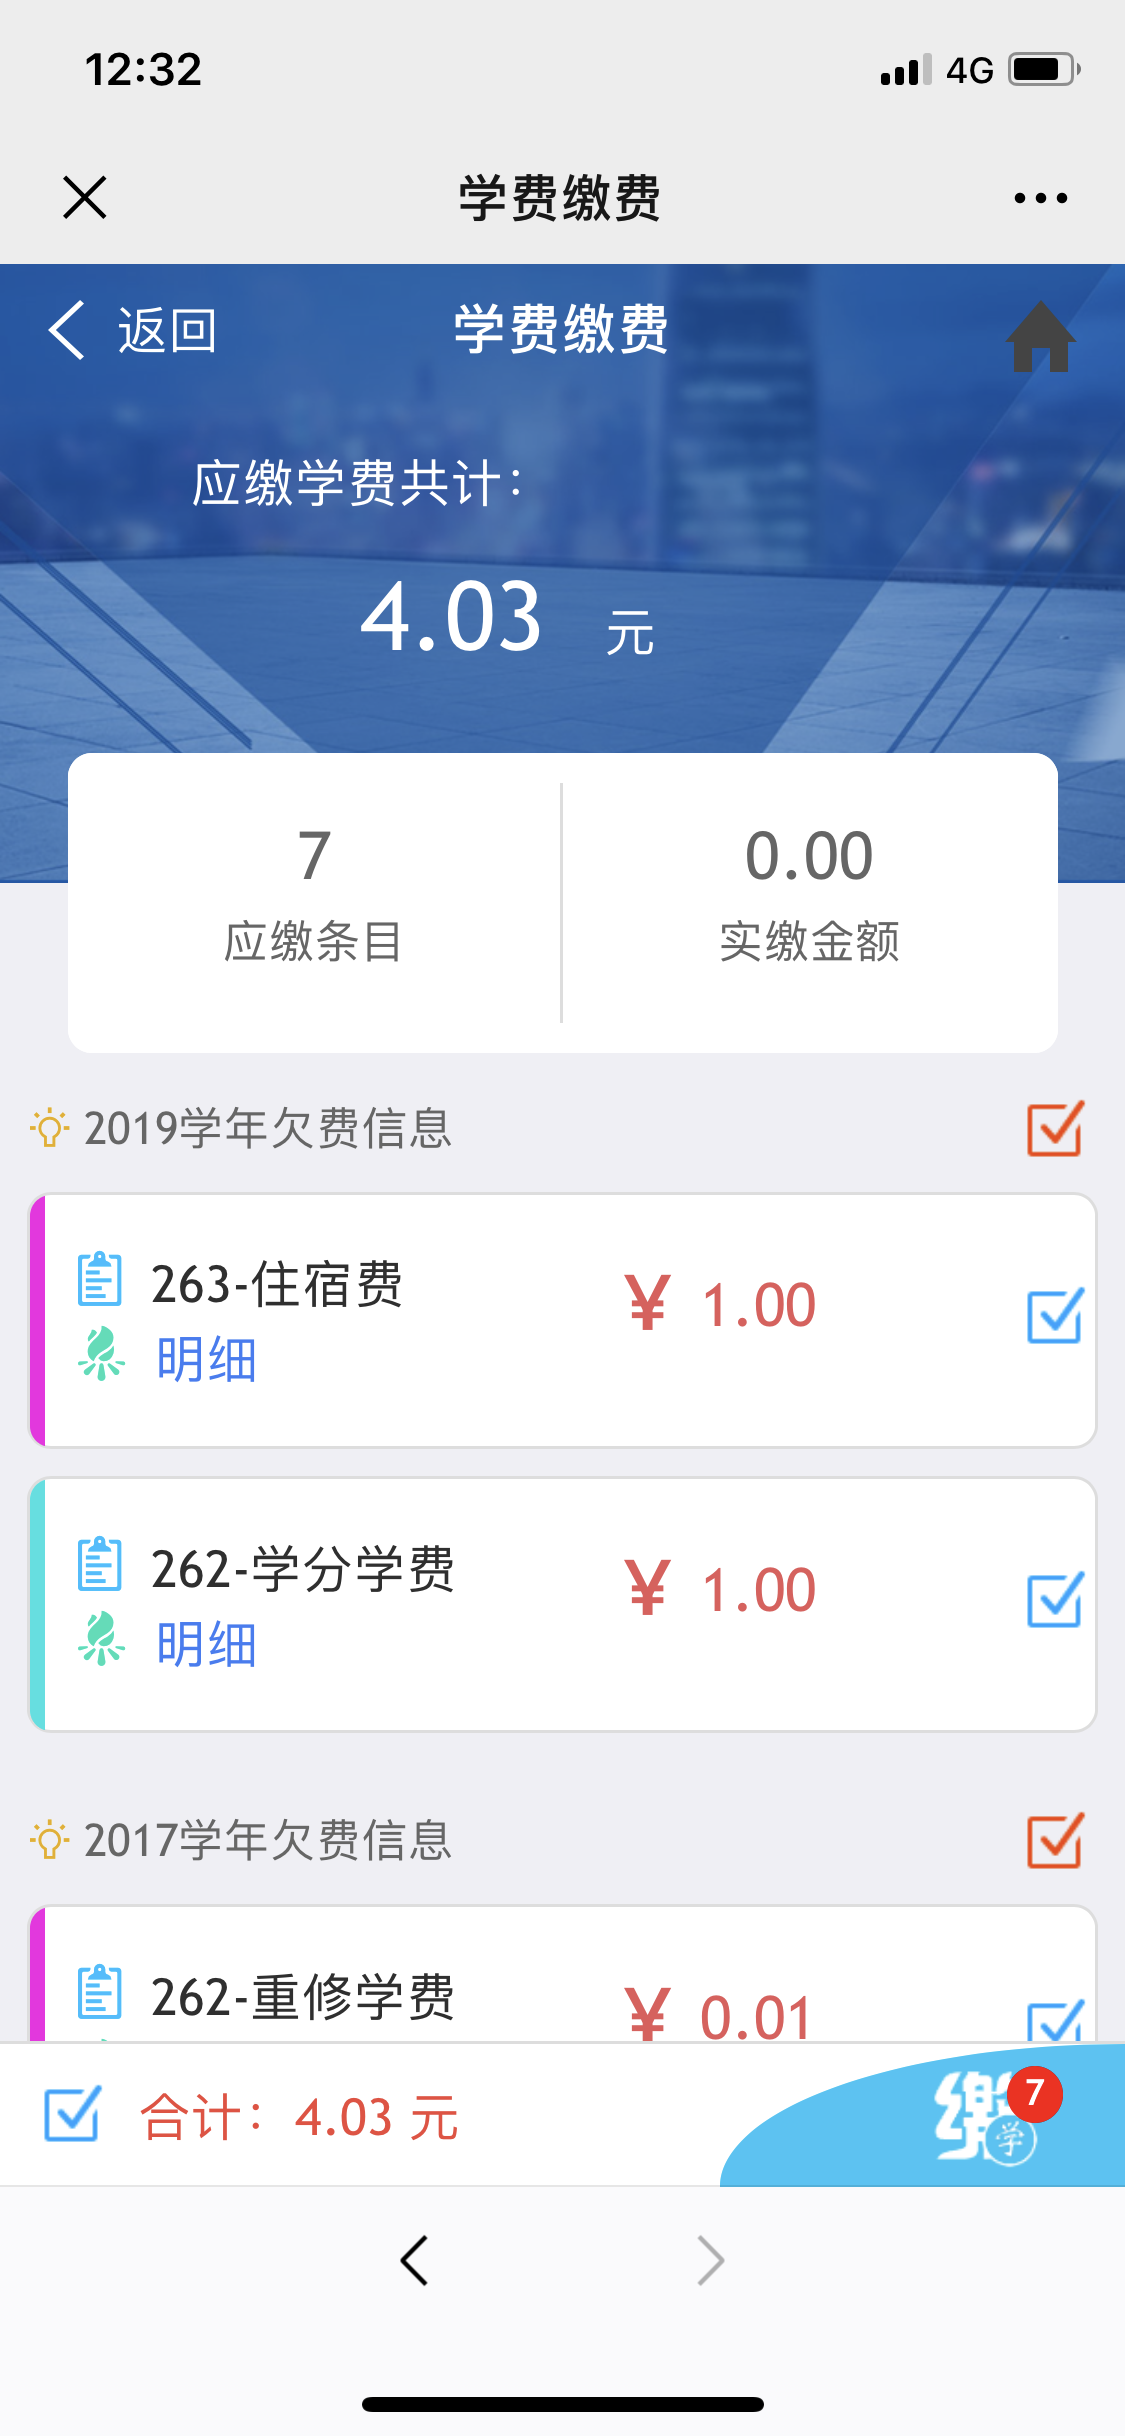 12:32
4G
学费缴费
返回
学费缴费
应缴学费共计：
4.03 元
7
0.00
应缴条目
实缴金额
2019学年欠费信息
263-住宿费
¥ 1.00
明细
262-学分学费
¥ 1.00
明细
2017学年欠费信息
262-重修学费
¥ 0.01
合计：4.03 元
缴
学
7